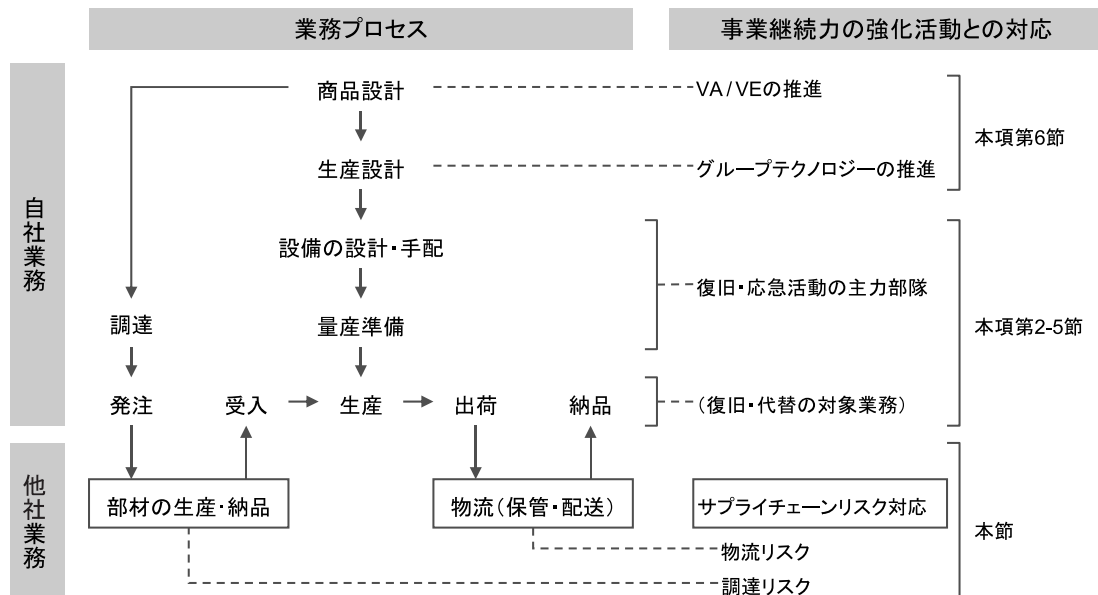 業務プロセス
事業継続力の強化活動との対応
自社業務
商品設計
VA/VEの推進
本項第6節
生産設計
グループテクノロジーの推進
設備の設計・手配
復旧・応急活動の主力部隊
調達
量産準備
本項第2-5節
発注
受入
生産
出荷
納品
(復旧・代替の対象業務)
他社業務
部材の生産・納品
物流(保管・配送)
サプライチェーンリスク対応
本節
物流リスク
調達リスク